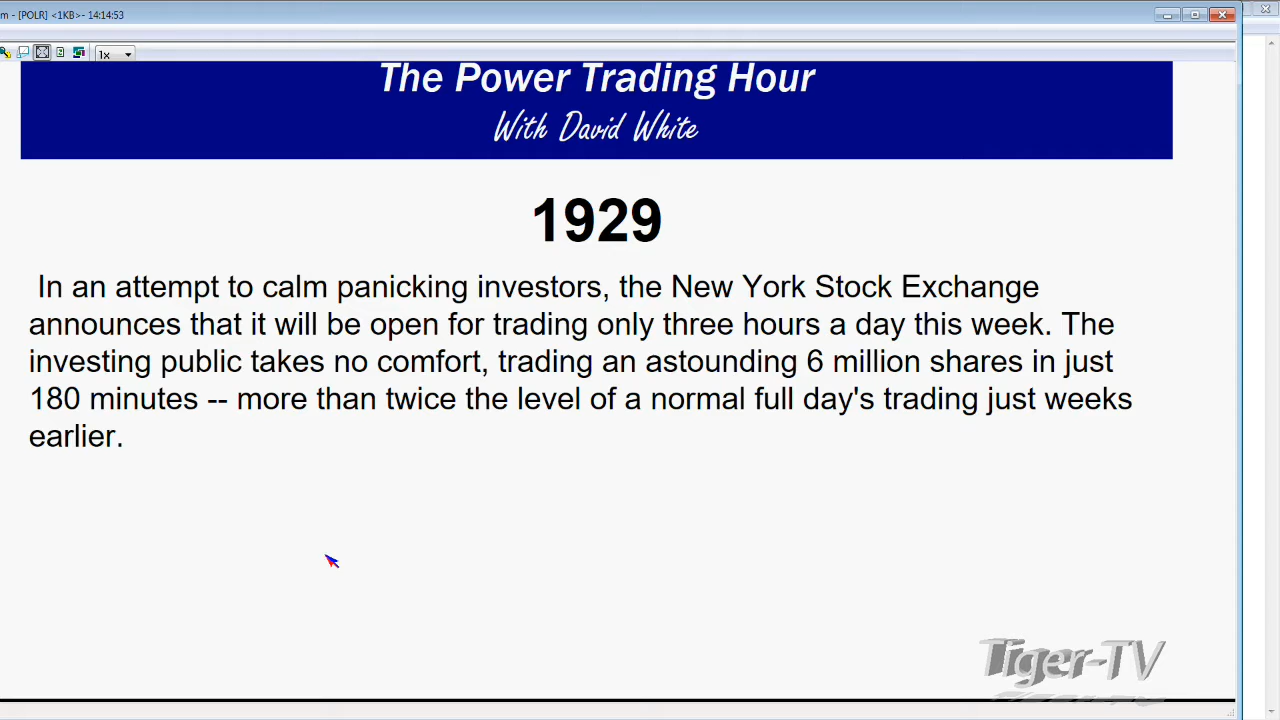 m - [POLR] <1KB>- 14:14:53
1x
The Power Trading Hour
With David White
1929
In an attempt to calm panicking investors, the New York Stock Exchange
announces that it will be open for trading only three hours a day this week. The
investing public takes no comfort, trading an astounding 6 million shares in just
180 minutes -- more than twice the level of a normal full day's trading just weeks
earlier.
Tiger-TV